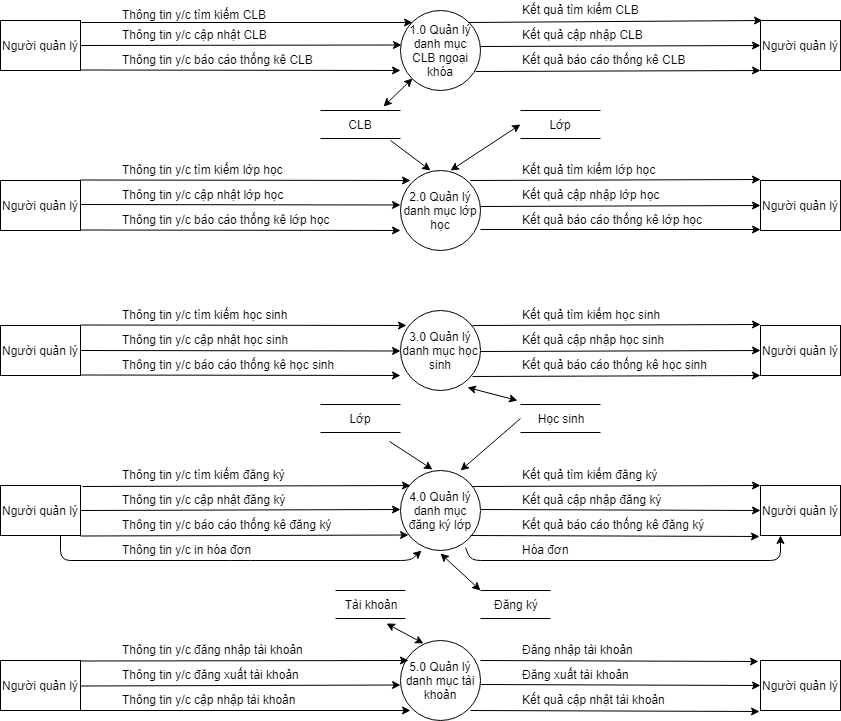 Thông tin y/c tìm kiếm CLB
Kết quả tìm kiếm CLB
Người quản lý
Thông tin y/c cập nhật CLB
1.0 Quản lý
danh mục
CLB ngoại
khóa
Kết quả cập nhập CLB
Người quản lý
Thông tin y/c báo cáo thống kê CLB
Kết quả báo cáo thống kê CLB
CLB
Lớp
Thông tin y/c tìm kiếm lớp học
Kết quả tìm kiếm lớp học
Người quản lý
Thông tin y/c cập nhật lớp học
2.0 Quản lý
danh mục lớp
học
Kết quả cập nhập lớp học
Người quản lý
Thông tin y/c báo cáo thống kê lớp học
Kết quả báo cáo thống kê lớp học
Thông tin y/c tìm kiếm học sinh
Kết quả tìm kiếm học sinh
Người quản lý
Thông tin y/c cập nhật học sinh
3.0 Quản lý
danh mục học
sinh
Kết quả cập nhập học sinh
Người quản lý
Thông tin y/c báo cáo thống kê học sinh
Kết quả báo cáo thống kê học sinh
Lớp
Học sinh
Thông tin y/c tìm kiếm đăng ký
Kết quả tìm kiếm đăng ký
Người quản lý
Thông tin y/c cập nhật đăng ký
4.0 Quản lý
danh mục
đăng ký lớp
Kết quả cập nhập đăng ký
Người quản lý
Thông tin y/c báo cáo thống kê đăng ký
Kết quả báo cáo thống kê đăng ký
Thông tin y/c in hóa đơn
Hóa đơn
Tài khoản
Đăng ký
Thông tin y/c đăng nhập tài khoản
Đăng nhập tài khoản
Người quản lý
Thông tin y/c đăng xuất tài khoản
5.0 Quản lý
danh mục tài
khoản
Đăng xuất tài khoản
Người quản lý
Thông tin y/c cập nhập tài khoản
Kết quả cập nhật tài khoản